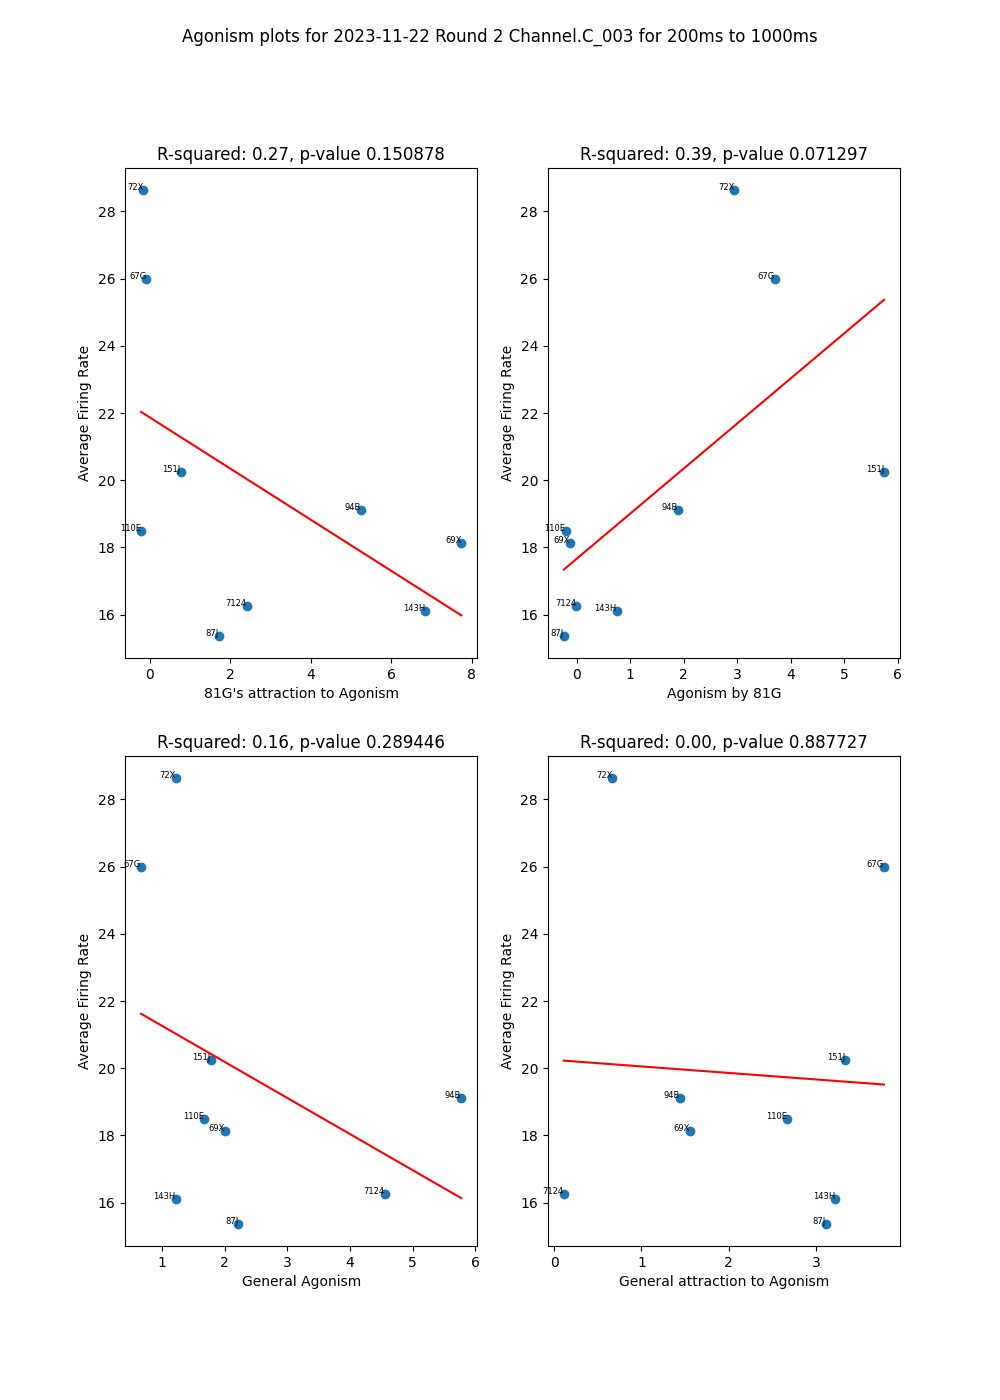 Agonism plots for 2023-11-22 Round 2 Channel.C_003 for 200ms to 1000ms
R-squared: 0.27, p-value 0.150878
Average Firing Rate
28
26
24
22
20
18
16
72X
67G
151J
110E
94B
69X
7124
143H
87J
0 2 4 6 8
81G's attraction to Agonism
R-squared: 0.39, p-value 0.071297
Average Firing Rate
28
26
24
22
20
18
16
72X
67G
151J
94B
110E
69X
7124
143H
87J
0 1 2 3 4 5 6
Agonism by 81G
R-squared: 0.16, p-value 0.289446
Average Firing Rate
28
26
24
22
20
18
16
72X
67G
151J
94B
110E
69X
7124
143H
87J
1 2 3 4 5 6
General Agonism
R-squared: 0.00, p-value 0.887727
Average Firing Rate
28
26
24
22
20
18
16
72X
67G
151J
94B
110E
69X
7124
143H
87J
0 1 2 3
General attraction to Agonism